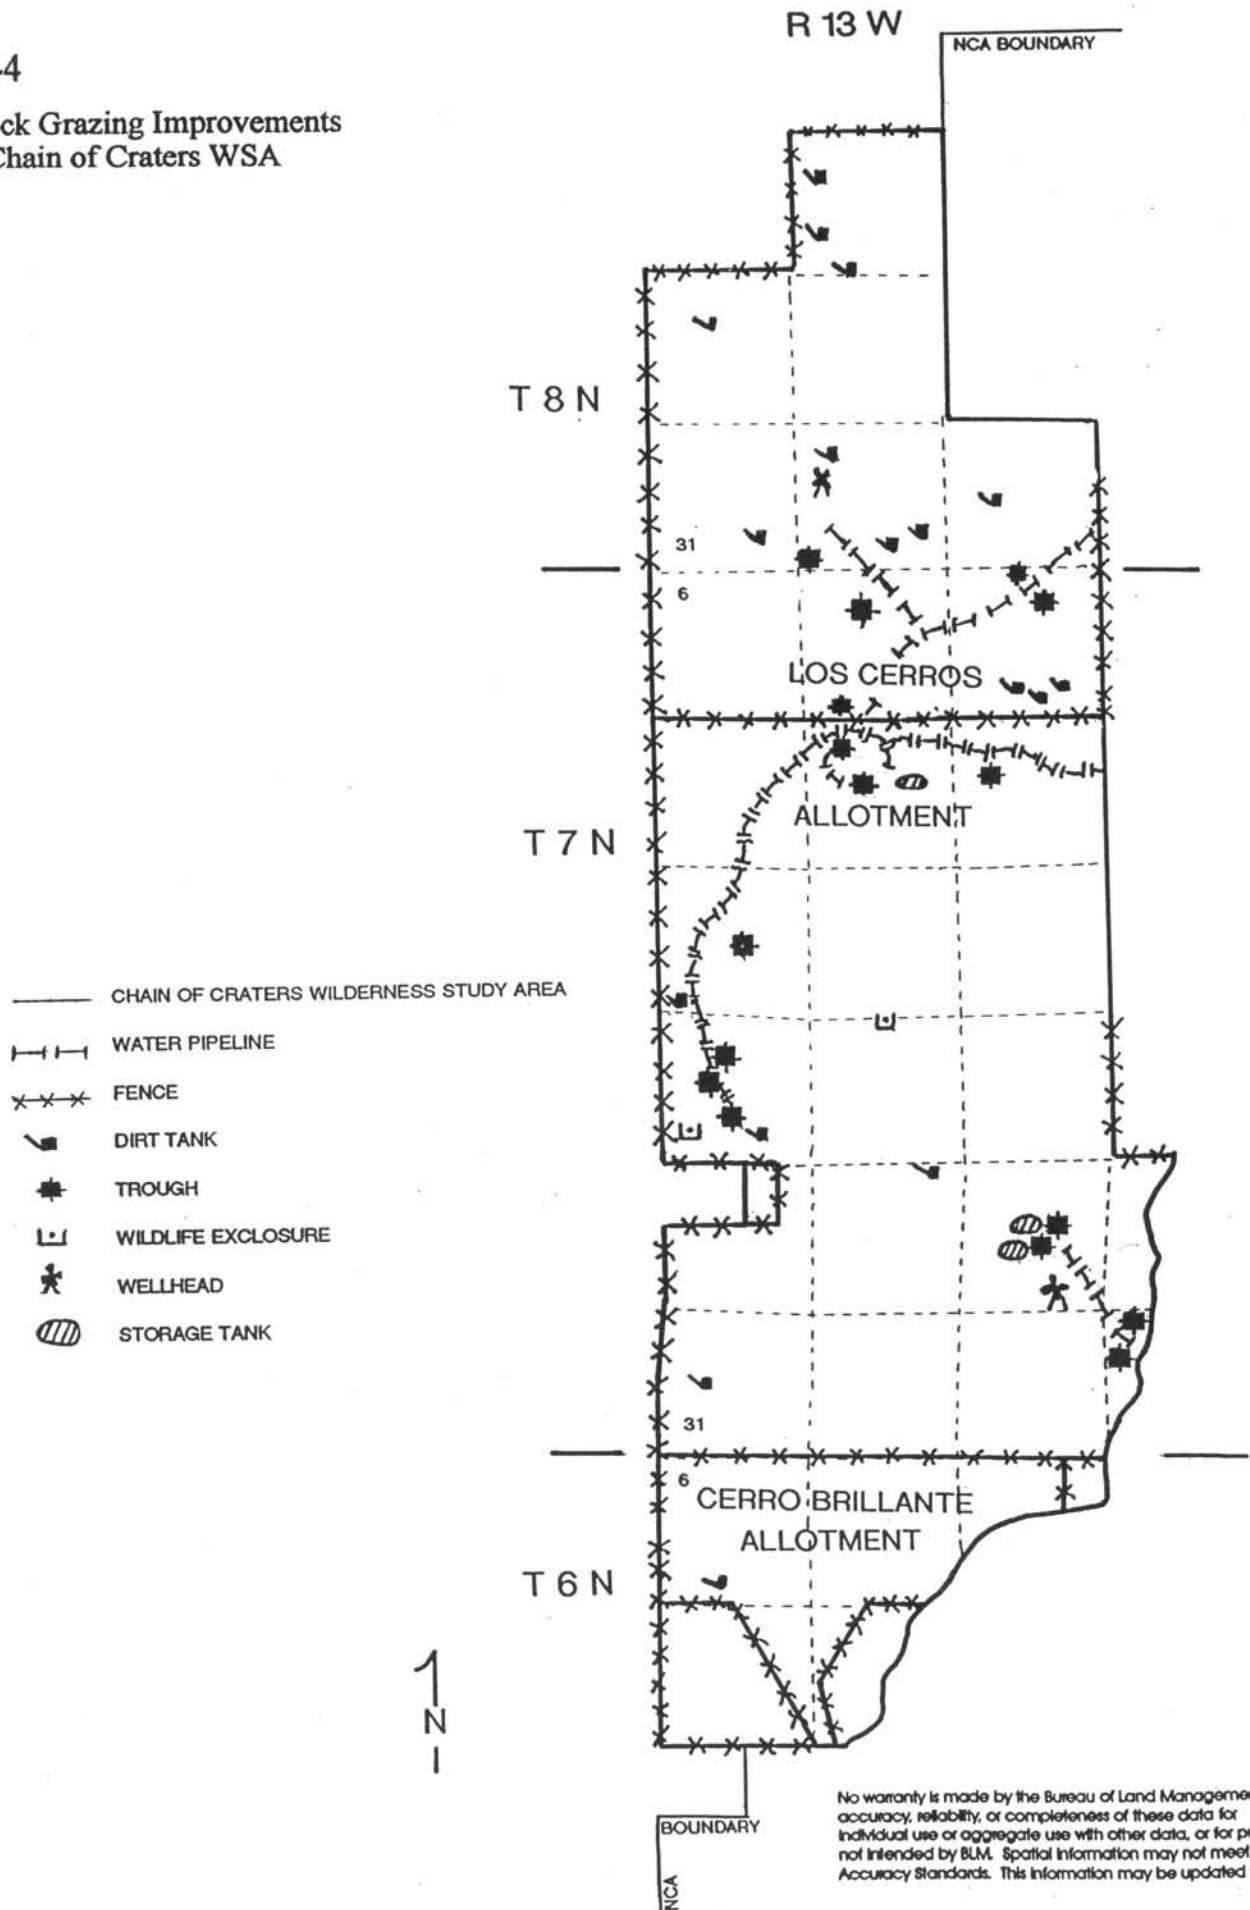 R 13 W
NCA BOUNDARY
-4
ck Grazing Improvements
Chain of Craters WSA
T 8 N
31
6
LOS CERROS
ALLOTMENT
T 7 N
CHAIN OF CRATERS WILDERNESS STUDY AREA
WATER PIPELINE
FENCE
DIRT TANK
TROUGH
WILDLIFE EXCLOSURE
WELLHEAD
STORAGE TANK
31
6
CERRO BRILLANTE
ALLOTMENT
T 6 N
N
BOUNDARY
NCA
No warranty is made by the Bureau of Land Manageme
accuracy, reliability, or completeness of these data for
individual use or aggregate use with other data, or for p
not intended by BLM. Spatial information may not meet
Accuracy Standards. This information may be updated